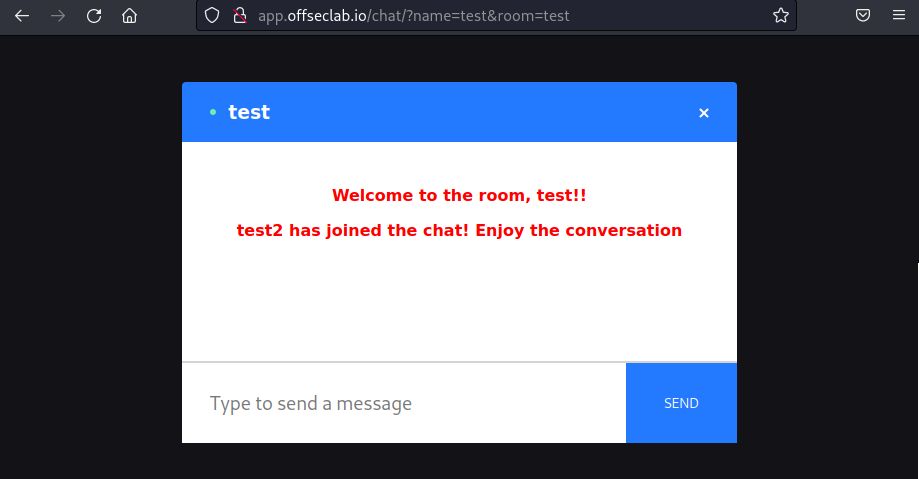 app.offseclab.io/chat/?name=test&room=test
test
×
Welcome to the room, test!!
test2 has joined the chat! Enjoy the conversation
Type to send a message
SEND